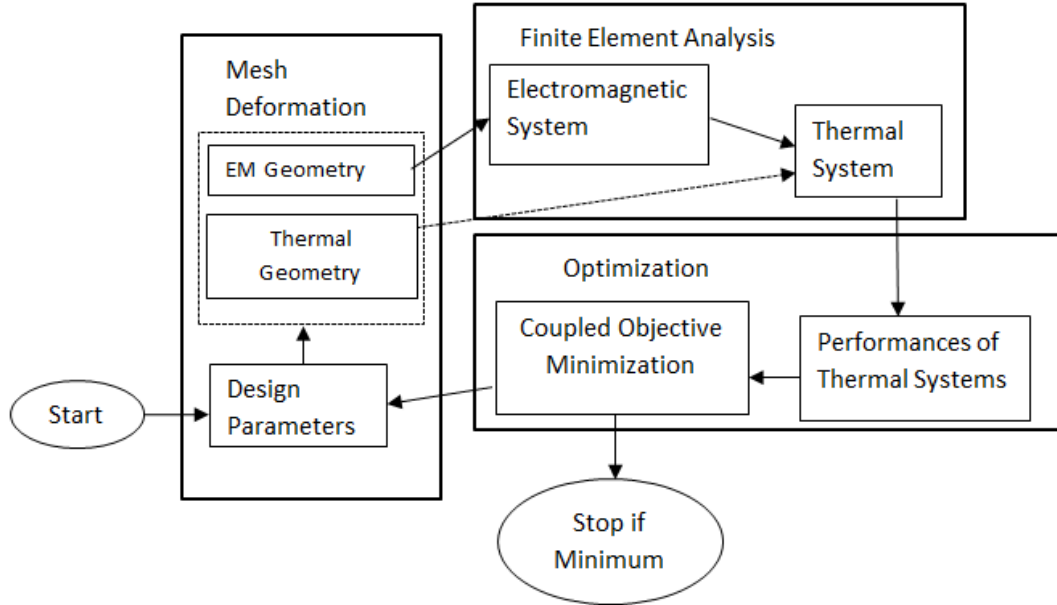 Mesh
Deformation
EM Geometry
Thermal
Geometry
Design
Parameters
Start
Finite Element Analysis
Electromagnetic
System
Thermal
System
Optimization
Coupled Objective
Minimization
Performances of
Thermal Systems
Stop if
Minimum